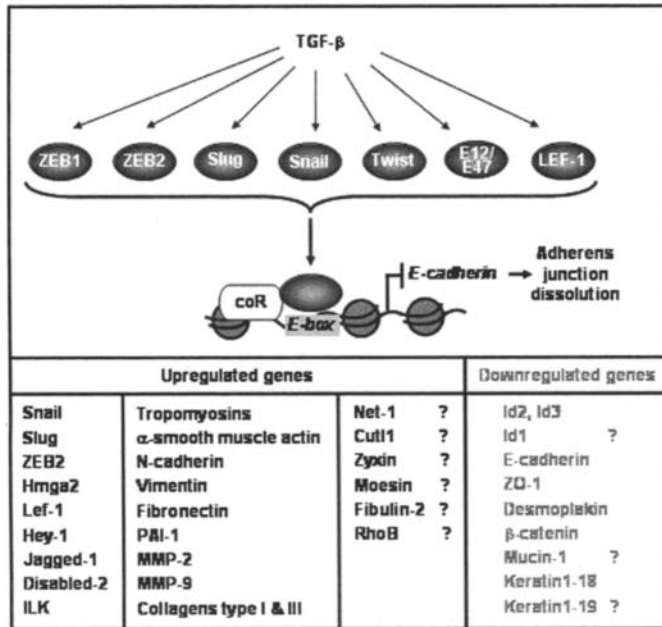 TGF-β
ZEB1 ZEB2 Slug Snail Twist E12/ E47 LEF-1
coR E-box E-cadherin Adherens junction dissolution
Upregulated genes Downregulated genes
Snail Tropomyosins Net-1 ? Id2, Id3
Slug α-smooth muscle actin Cutl1 ? Id1 ?
ZEB2 N-cadherin Zyxin ? E-cadherin
Hmga2 Vimentin Moesin ? ZO-1
Lef-1 Fibronectin Fibulin-2 ? Desmoplakin
Hey-1 PAI-1 RhoB ? β-catenin
Jagged-1 MMP-2 Mucin-1 ?
Disabled-2 MMP-9 Keratin1-18
ILK Collagens type I & III Keratin1-19 ?